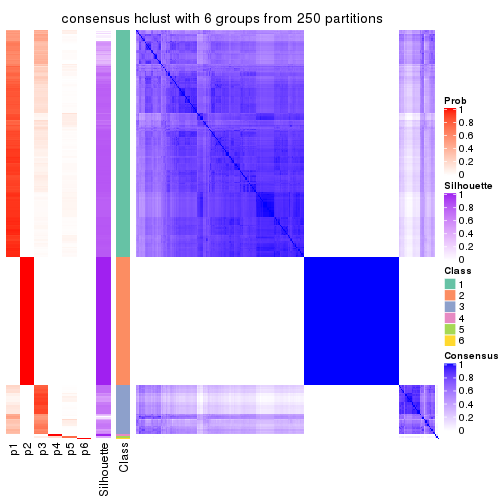 consensus hclust with 6 groups from 250 partitions
Prob
1
0.8
0.6
0.4
0.2
0
Silhouette
1
0.8
0.6
0.4
0.2
0
Class
1
2
3
4
5
6
Consensus
1
0.8
0.6
0.4
0.2
0
p1
p2
p3
p4
p5
p6
Silhouette
Class